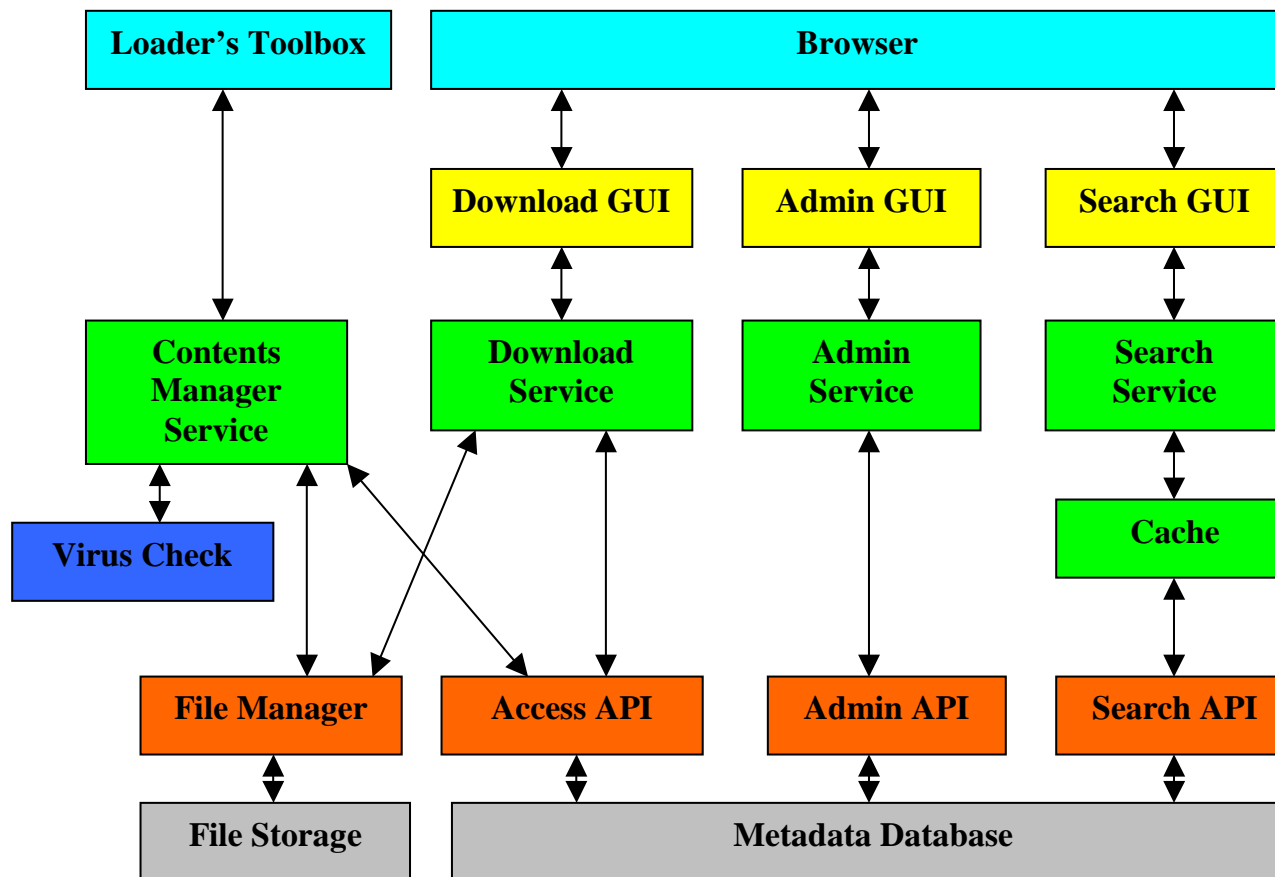 Loader’s Toolbox
Browser
Download GUI
Admin GUI
Search GUI
Contents
Manager
Service
Download
Service
Admin
Service
Search
Service
Virus Check
Cache
File Manager
Access API
Admin API
Search API
File Storage
Metadata Database